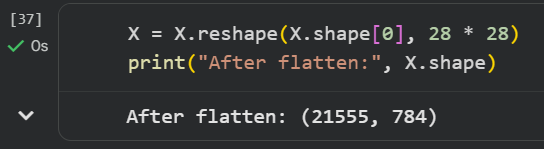 [37]
0s
X = X.reshape(X.shape[0], 28 * 28)
print("After flatten:", X.shape)
After flatten: (21555, 784)